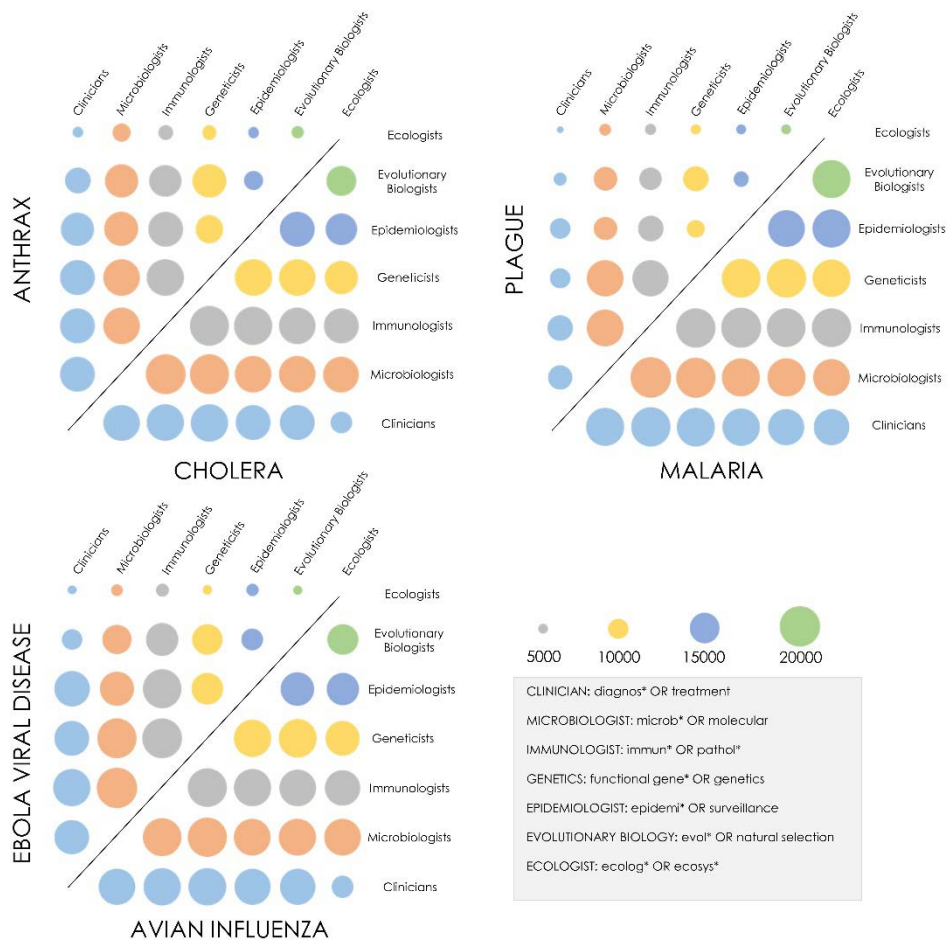 Clinicians
Microbiologists
Immunologists
Geneticists
Epidemiologists
Evolutionary Biologists
Ecologists
Ecologists
Evolutionary
Biologists
Epidemiologists
Geneticists
Immunologists
Microbiologists
Clinicians
ANTHRAX
CHOLERA
Clinicians
Microbiologists
Immunologists
Geneticists
Epidemiologists
Evolutionary Biologists
Ecologists
Ecologists
Evolutionary
Biologists
Epidemiologists
Geneticists
Immunologists
Microbiologists
Clinicians
PLAGUE
MALARIA
Clinicians
Microbiologists
Immunologists
Geneticists
Epidemiologists
Evolutionary Biologists
Ecologists
Ecologists
Evolutionary
Biologists
Epidemiologists
Geneticists
Immunologists
Microbiologists
Clinicians
EBOLA VIRAL DISEASE
AVIAN INFLUENZA
5000 10000 15000 20000
CLINICIAN: diagnos* OR treatment
MICROBIOLOGIST: microb* OR molecular
IMMUNOLOGIST: immun* OR pathol*
GENETICS: functional gene* OR genetics
EPIDEMIOLOGIST: epidemi* OR surveillance
EVOLUTIONARY BIOLOGY: evol* OR natural selection
ECOLOGIST: ecolog* OR ecosys*